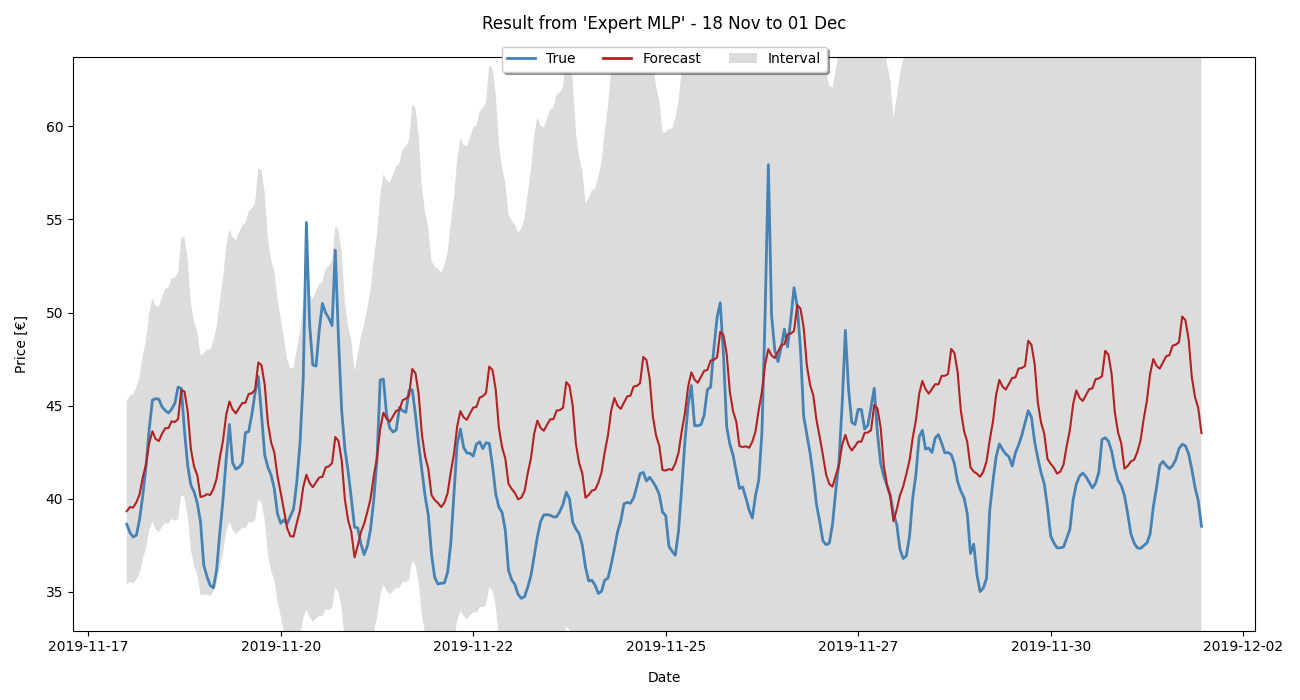 Result from 'Expert MLP' - 18 Nov to 01 Dec
True Forecast Interval
Price [€]
60
55
50
45
40
35
2019-11-17 2019-11-20 2019-11-22 2019-11-25 2019-11-27 2019-11-30 2019-12-02
Date